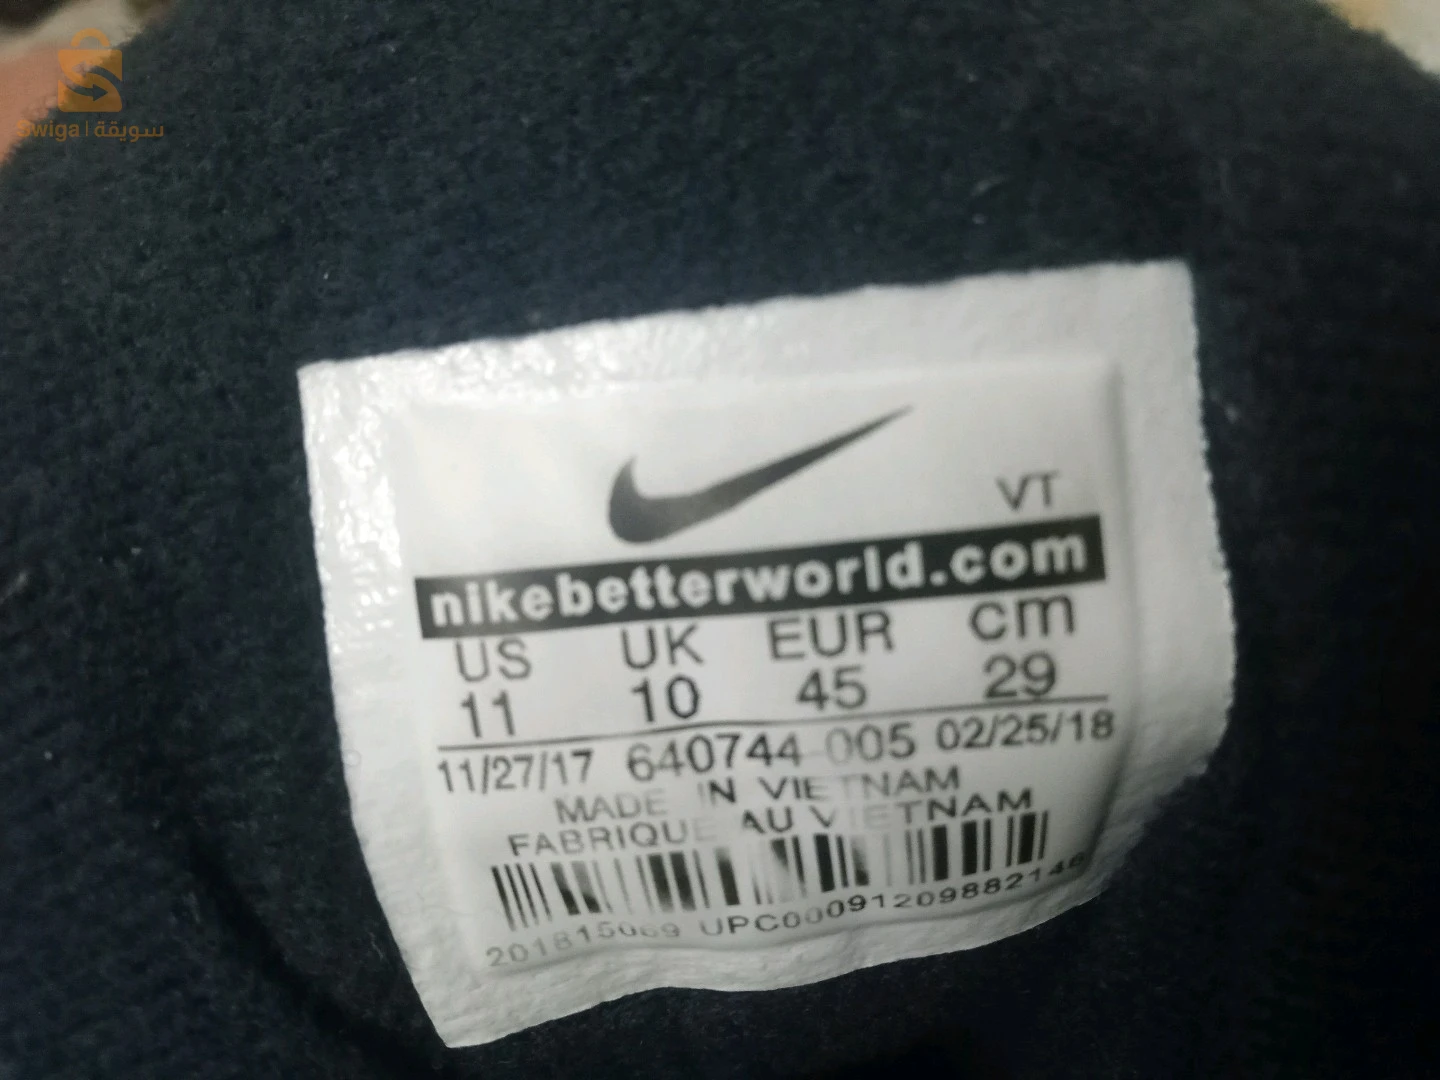 Swiga | سويقة
VT
nikebetterworld.com
US UK EUR cm
11 10 45 29
11/27/17 640744 005 02/25/18
MADE IN VIETNAM
FABRIQUE AU VIETNAM
UPC00091209882146